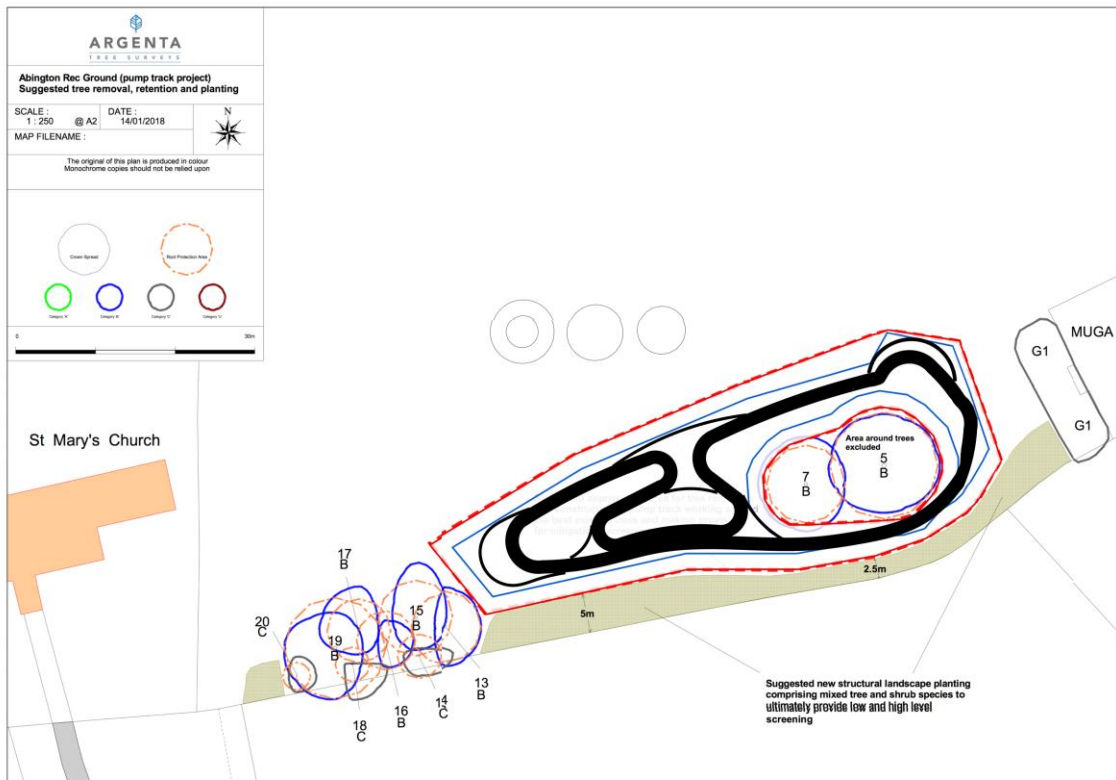 ARGENTA
TREE SURVEYS
Abington Rec Ground (pump track project)
Suggested tree removal, retention and planting
SCALE :
1 : 250 @ A2
DATE :
14/01/2018
N
MAP FILENAME :
The original of this plan is produced in colour
Monochrome copies should not be relied upon
Crown Spread
Root Protection Area
Category 'A'
Category 'B'
Category 'C'
Category 'U'
0
30m
St Mary's Church
MUGA
G1
G1
Area around trees
excluded
5
B
7
B
2.5m
5m
17
B
15
B
20
C
19
B
13
B
14
C
16
B
18
C
Suggested new structural landscape planting
comprising mixed tree and shrub species to
ultimately provide low and high level
screening